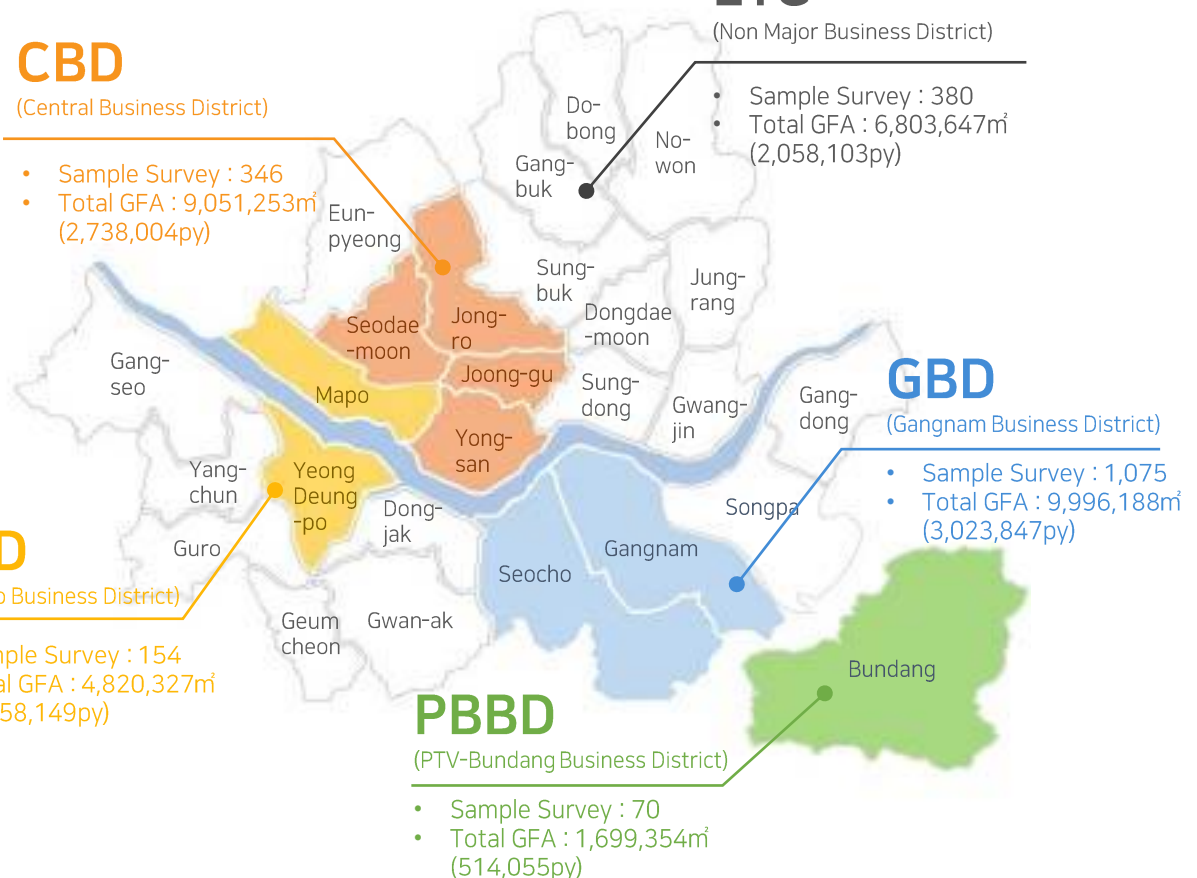 (Non Major Business District)
• Sample Survey : 380
• Total GFA : 6,803,647㎡
(2,058,103py)
CBD
(Central Business District)
• Sample Survey : 346
• Total GFA : 9,051,253㎡
(2,738,004py)
Do-
bong
No-
won
Gang-
buk
Eun-
pyeong
Sung-
buk
Jung-
rang
Dongdae
-moon
Seodae
-moon
Jong-
ro
Joong-gu
Gang-
seo
Mapo
Sung-
dong
Gwang-
jin
Gang-
dong
Yong-
san
GBD
(Gangnam Business District)
• Sample Survey : 1,075
• Total GFA : 9,996,188㎡
(3,023,847py)
Yang-
chun
Yeong
Deung
-po
Dong-
jak
Songpa
Guro
Gangnam
Seocho
D
Business District)
Survey : 154
GFA : 4,820,327㎡
58,149py)
Geum
cheon
Gwan-ak
Bundang
PBBD
(PTV-Bundang Business District)
• Sample Survey : 70
• Total GFA : 1,699,354㎡
(514,055py)